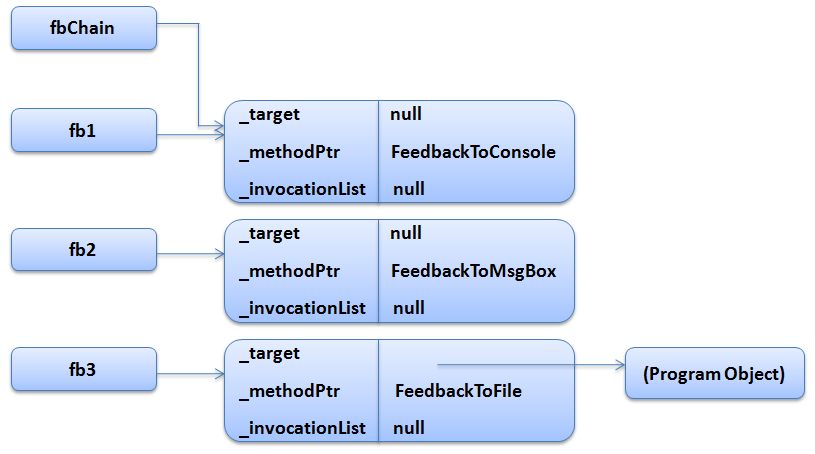 fbChain
fb1
_target null
_methodPtr FeedbackToConsole
_invocationList null
fb2
_target null
_methodPtr FeedbackToMsgBox
_invocationList null
fb3
_target
_methodPtr FeedbackToFile
_invocationList null
(Program Object)